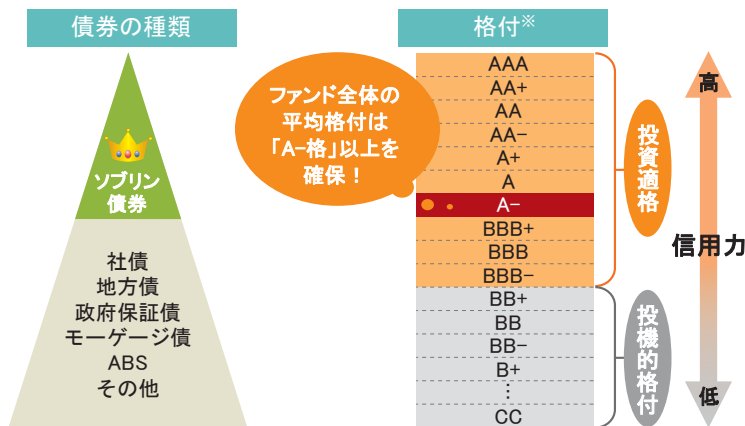 債券の種類
ソブリン
債券
社債
地方債
政府保証債
モーゲージ債
ABS
その他
格付※
ファンド全体の
平均格付は
「A−格」以上を
確保！
AAA
AA+
AA
AA−
A+
A
A−
BBB+
BBB
BBB−
BB+
BB
BB−
B+
⋮
CC
投資適格
投機的格付
高
信用力
低